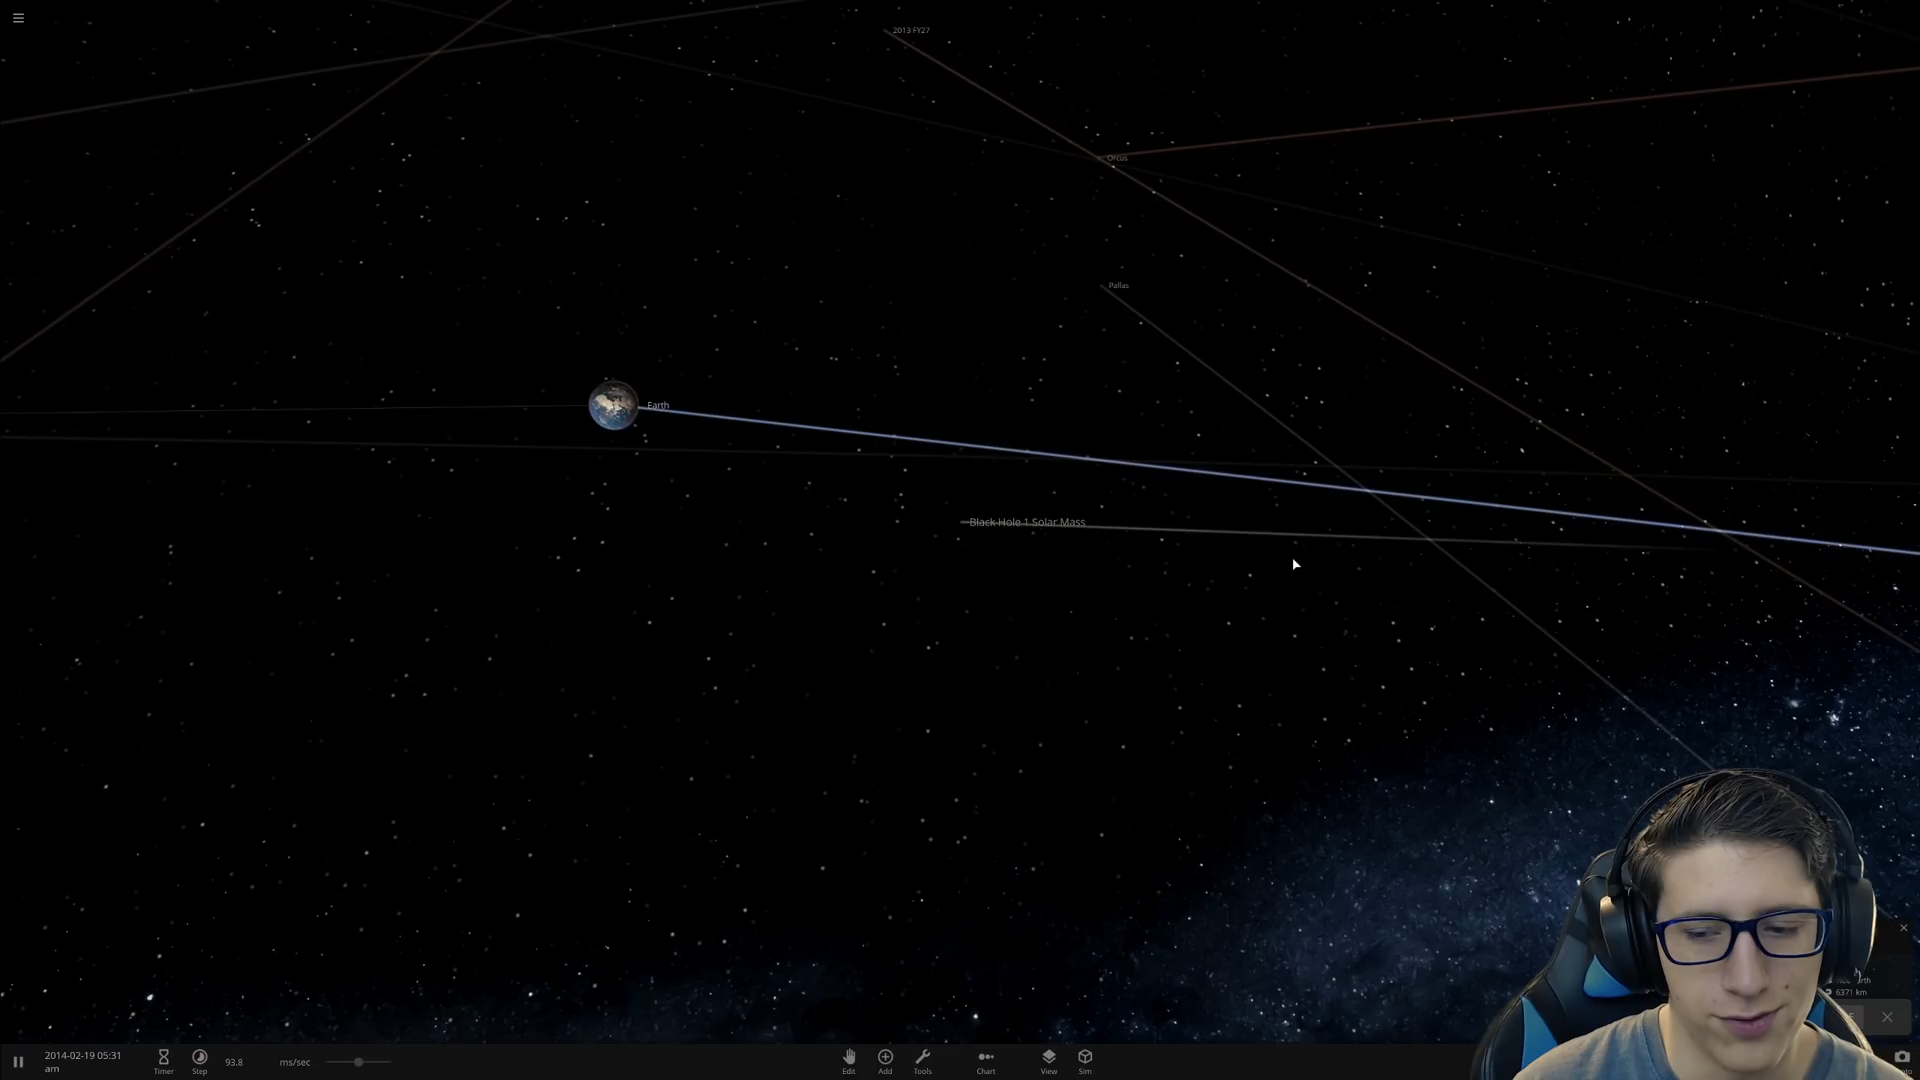 2013 FY27
Orcus
Pallas
Earth
Black Hole 1 Solar Mass
6371 km
2014-02-19 05:31
am
Timer
Step
93.8
ms/sec
Edit
Add
Tools
Chart
View
Sim